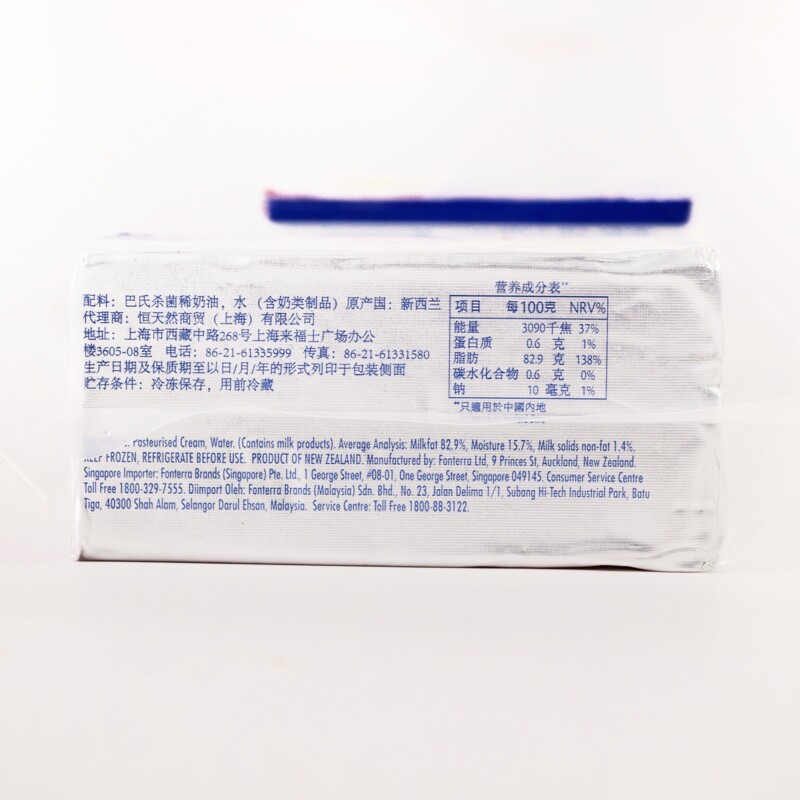 配料：巴氏杀菌稀奶油，水（含奶类制品）原产国：新西兰
代理商：恒天然商贸（上海）有限公司
地址：上海市西藏中路268号上海来福士广场办公
楼3605-08室 电话：86-21-61335999 传真：86-21-61331580
生产日期及保质期至以日/月/年的形式列印于包装侧面
贮存条件：冷冻保存，用前冷藏
营养成分表**
项目 每100克 NRV%
能量 3090千焦 37%
蛋白质 0.6 克 1%
脂肪 82.9 克 138%
碳水化合物 0.6 克 0%
钠 10 毫克 1%
**只適用於中國內地
Pasteurised Cream, Water. (Contains milk products). Average Analysis: Milkfat 82.9%, Moisture 15.7%, Milk solids non-fat 1.4%.
FROZEN, REFRIGERATE BEFORE USE. PRODUCT OF NEW ZEALAND. Manufactured by: Fonterra Ltd, 9 Princes St, Auckland, New Zealand.
Singapore Importer: Fonterra Brands (Singapore) Pte. Ltd., 1 George Street, #08-01, One George Street, Singapore 049145. Consumer Service Centre
Toll Free 1800-329-7555. Diimport Oleh: Fonterra Brands (Malaysia) Sdn. Bhd., No. 23, Jalan Delima 1/1, Subang Hi-Tech Industrial Park, Batu
Tiga, 40300 Shah Alam, Selangor Darul Ehsan, Malaysia. Service Centre: Toll Free 1800-88-3122.